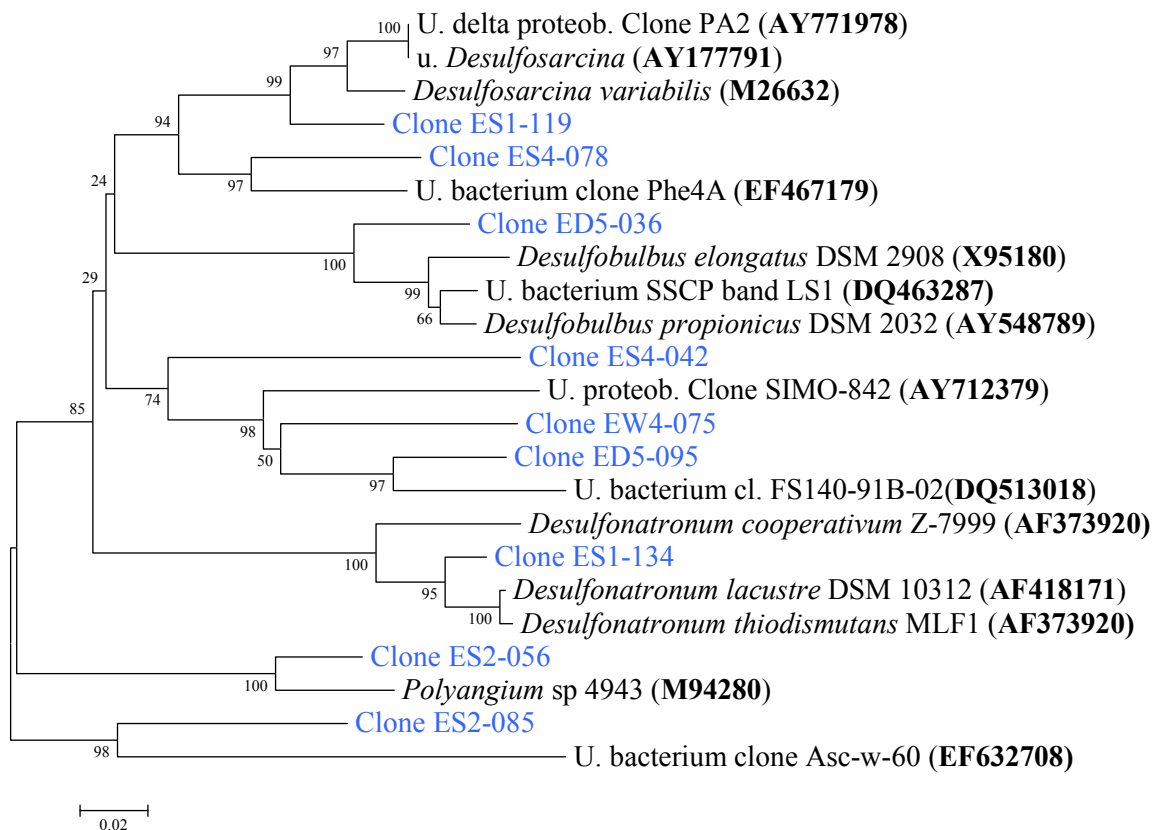 100
U. delta proteob. Clone PA2 (AY771978)
97
u. Desulfosarcina (AY177791)
99
Desulfosarcina variabilis (M26632)
94
Clone ES1-119
Clone ES4-078
24
97
U. bacterium clone Phe4A (EF467179)
Clone ED5-036
100
Desulfobulbus elongatus DSM 2908 (X95180)
29
99
U. bacterium SSCP band LS1 (DQ463287)
66
Desulfobulbus propionicus DSM 2032 (AY548789)
Clone ES4-042
74
U. proteob. Clone SIMO-842 (AY712379)
85
98
Clone EW4-075
50
Clone ED5-095
97
U. bacterium cl. FS140-91B-02(DQ513018)
Desulfonatronum cooperativum Z-7999 (AF373920)
100
Clone ES1-134
95
Desulfonatronum lacustre DSM 10312 (AF418171)
100
Desulfonatronum thiodismutans MLF1 (AF373920)
Clone ES2-056
100
Polyangium sp 4943 (M94280)
Clone ES2-085
98
U. bacterium clone Asc-w-60 (EF632708)
0.02